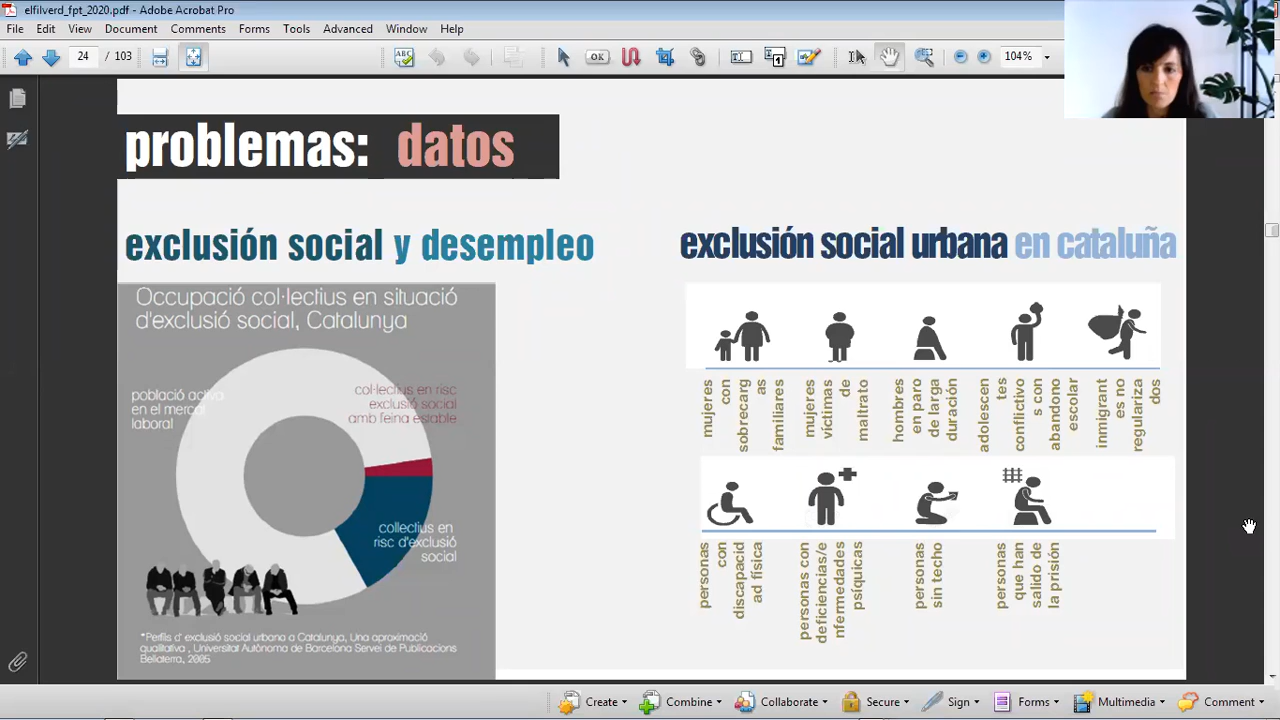 elfilverd_fpt_2020.pdf - Adobe Acrobat Pro
File Edit View Document Comments Forms Tools Advanced Window Help
24 / 103
104%
problemas: datos
exclusión social y desempleo
Occupació col·lectius en situació
d'exclusió social, Catalunya
població activa
en el mercat
laboral
col·lectius en risc
exclusió social
amb feina estable
collectius en
risc d'exclusió
social
*Perfils d' exclusió social urbana a Catalunya, Una aproximació
qualitativa , Universitat Autònoma de Barcelona Servei de Publicacions
Bellaterra, 2005
exclusión social urbana en cataluña
mujeres
con
sobrecarg
as
familiares
mujeres
víctimas
de
maltrato
hombres
en paro
de larga
duración
adolescen
tes
conflictivo
s con
abandono
escolar
inmigrant
es no
regulariza
dos
personas
con
discapacid
ad física
personas con
deficiencias/e
nfermedades
psíquicas
personas
sin techo
personas
que han
salido de
la prisión
Create Combine Collaborate Secure Sign Forms Multimedia Comment